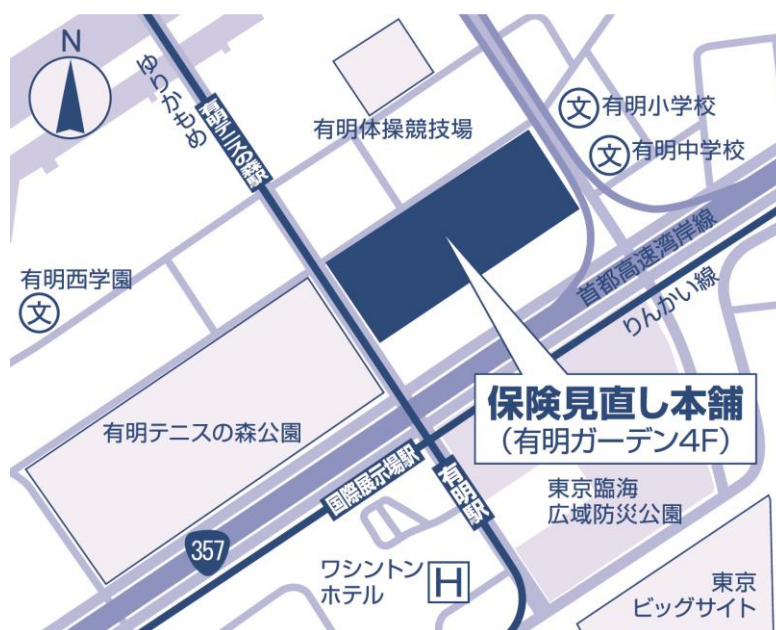 N
ゆりかもめ
有明テニスの森駅
有明体操競技場
文 有明小学校
文 有明中学校
有明西学園
文
首都高速湾岸線
りんかい線
保険見直し本舗
(有明ガーデン4F)
有明テニスの森公園
国際展示場駅
有明駅
東京臨海
広域防災公園
357
ワシントン
ホテル
H
東京
ビッグサイト